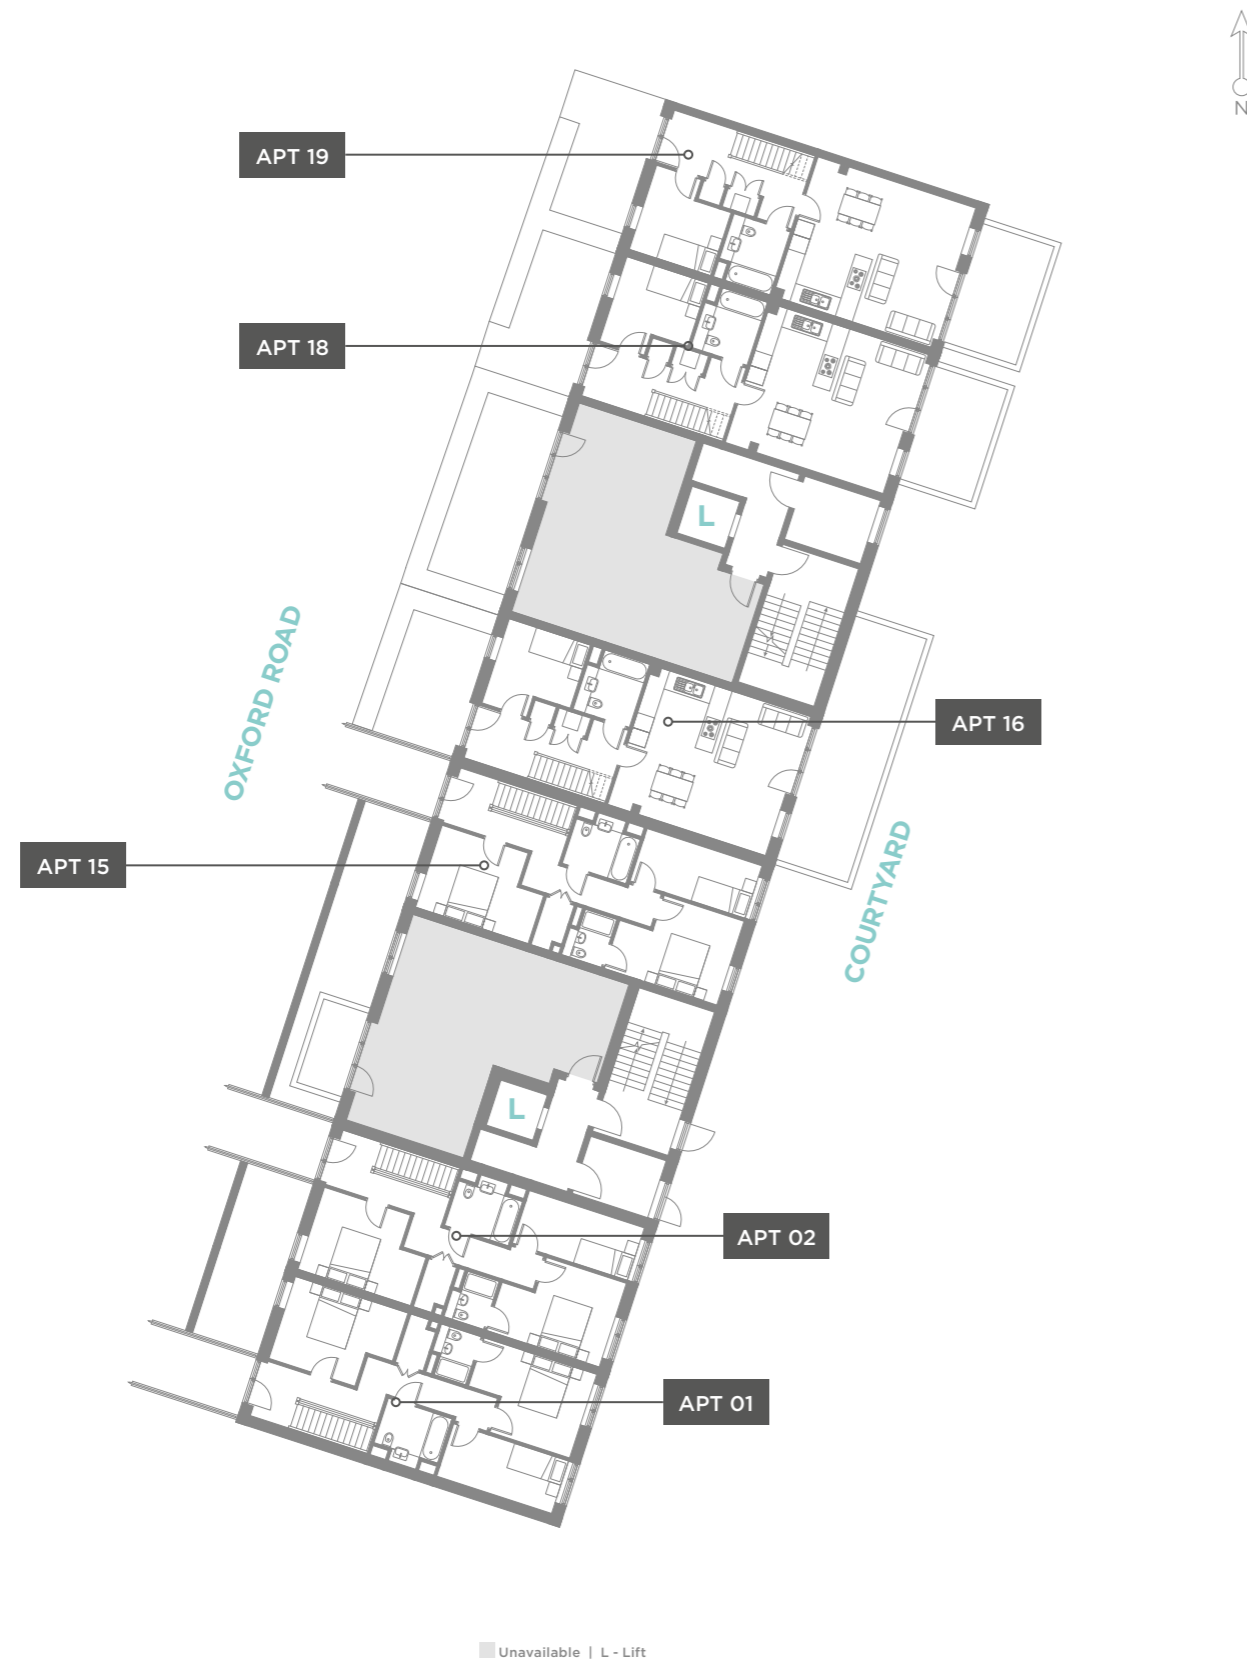 N
APT 19
APT 18
L
OXFORD ROAD
APT 16
COURTYARD
APT 15
L
APT 02
APT 01
Unavailable | L - Lift